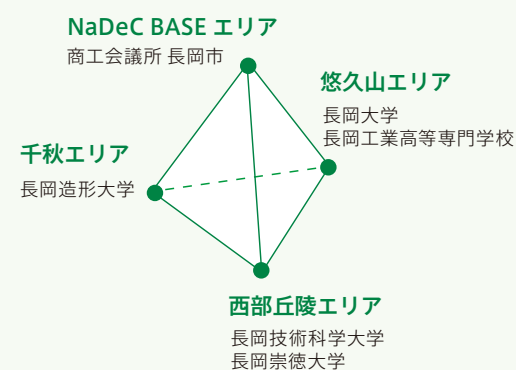 NaDeC BASE エリア
商工会議所 長岡市
悠久山エリア
長岡大学
長岡工業高等専門学校
千秋エリア
長岡造形大学
西部丘陵エリア
長岡技術科学大学
長岡崇徳大学